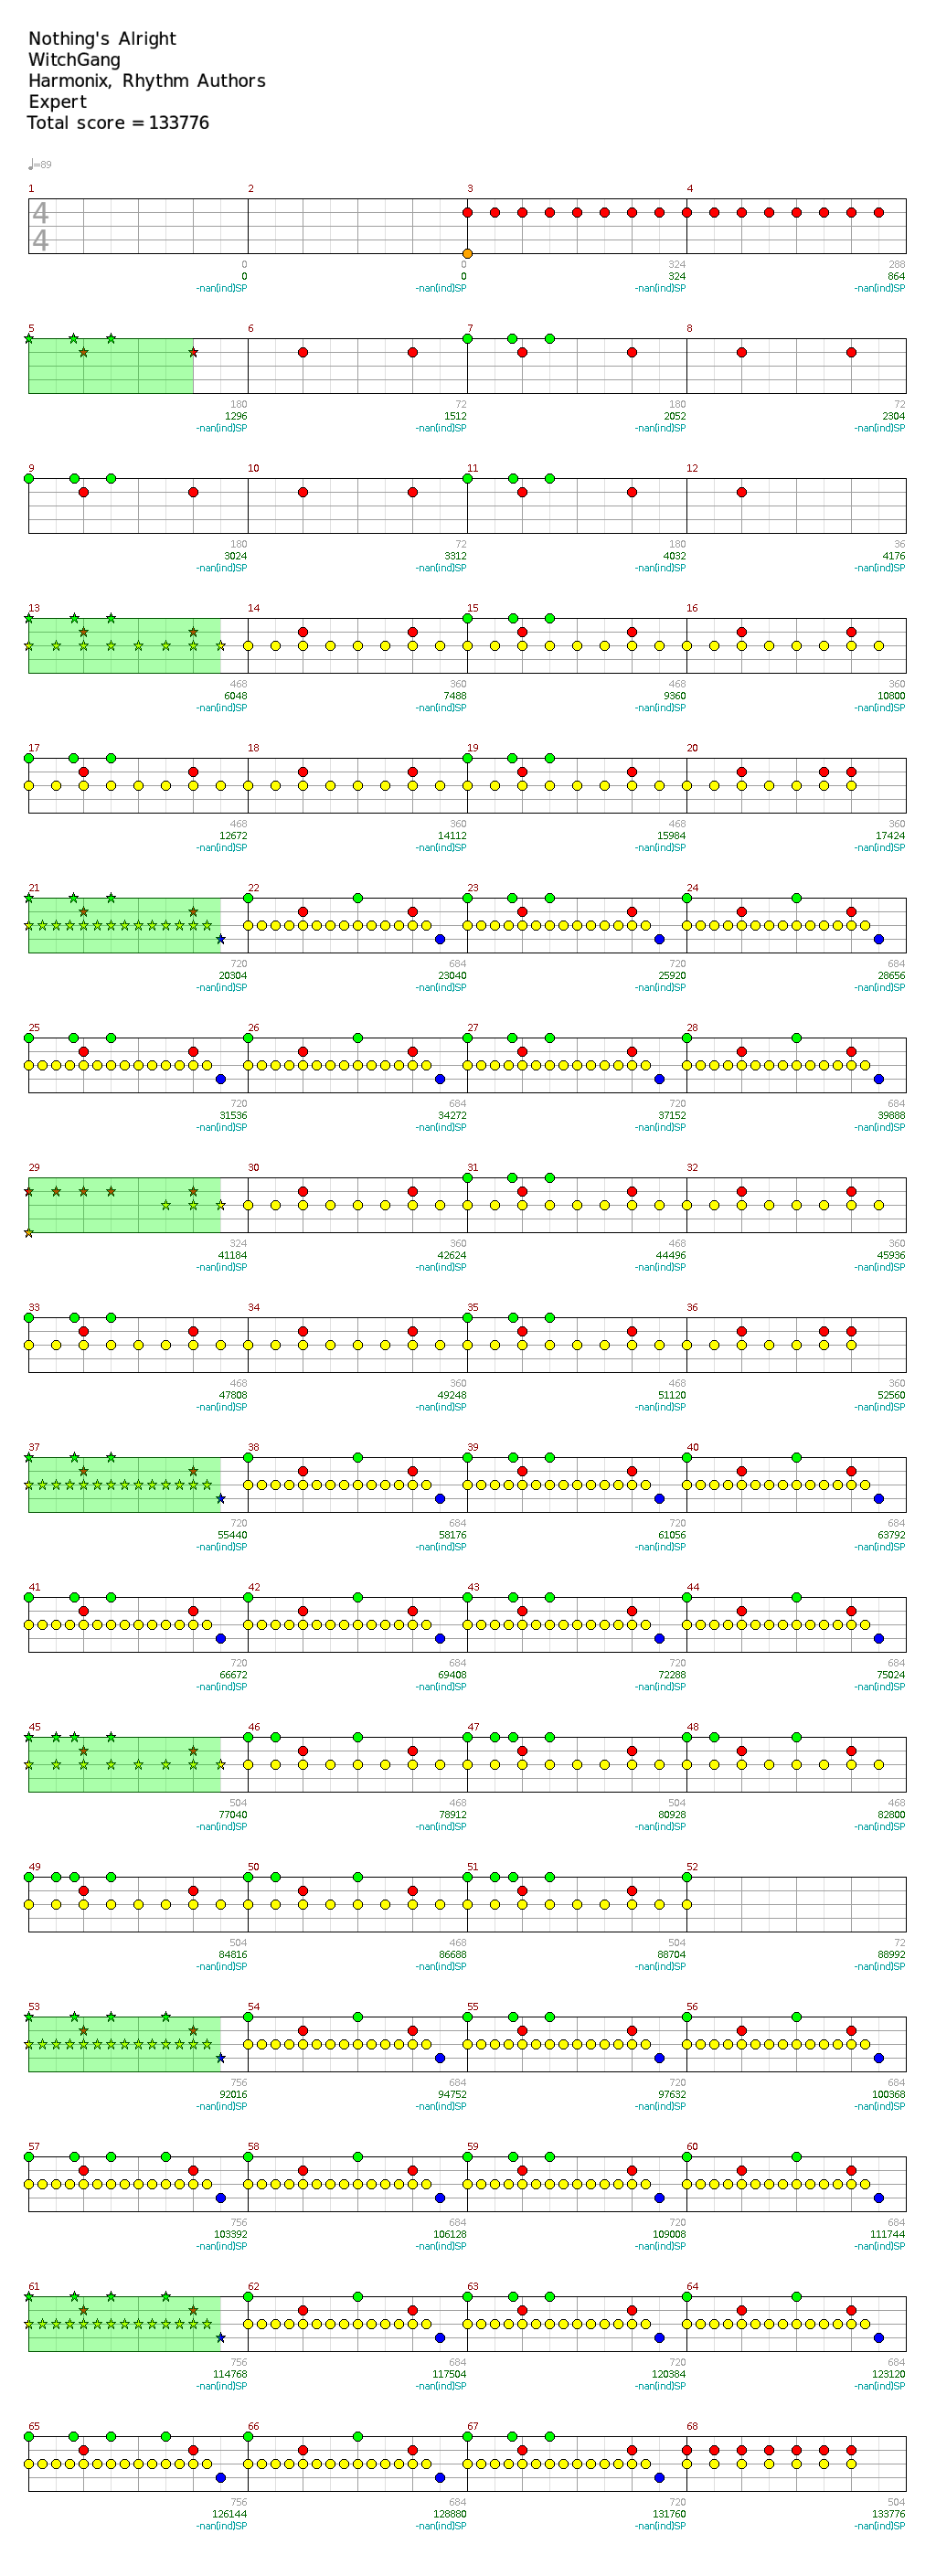 Nothing's Alright
WitchGang
Harmonix, Rhythm Authors
Expert
Total score = 133776
♩=89
1 2 3 4
4
4
0 0 324 288
0 0 324 864
-nan(ind)SP -nan(ind)SP -nan(ind)SP -nan(ind)SP
5 6 7 8
180 72 180 72
1296 1512 2052 2304
-nan(ind)SP -nan(ind)SP -nan(ind)SP -nan(ind)SP
9 10 11 12
180 72 180 36
3024 3312 4032 4176
-nan(ind)SP -nan(ind)SP -nan(ind)SP -nan(ind)SP
13 14 15 16
468 360 468 360
6048 7488 9360 10800
-nan(ind)SP -nan(ind)SP -nan(ind)SP -nan(ind)SP
17 18 19 20
468 360 468 360
12672 14112 15984 17424
-nan(ind)SP -nan(ind)SP -nan(ind)SP -nan(ind)SP
21 22 23 24
720 684 720 684
20304 23040 25920 28656
-nan(ind)SP -nan(ind)SP -nan(ind)SP -nan(ind)SP
25 26 27 28
720 684 720 684
31536 34272 37152 39888
-nan(ind)SP -nan(ind)SP -nan(ind)SP -nan(ind)SP
29 30 31 32
324 360 468 360
41184 42624 44496 45936
-nan(ind)SP -nan(ind)SP -nan(ind)SP -nan(ind)SP
33 34 35 36
468 360 468 360
47808 49248 51120 52560
-nan(ind)SP -nan(ind)SP -nan(ind)SP -nan(ind)SP
37 38 39 40
720 684 720 684
55440 58176 61056 63792
-nan(ind)SP -nan(ind)SP -nan(ind)SP -nan(ind)SP
41 42 43 44
720 684 720 684
66672 69408 72288 75024
-nan(ind)SP -nan(ind)SP -nan(ind)SP -nan(ind)SP
45 46 47 48
504 468 504 468
77040 78912 80928 82800
-nan(ind)SP -nan(ind)SP -nan(ind)SP -nan(ind)SP
49 50 51 52
504 468 504 72
84816 86688 88704 88992
-nan(ind)SP -nan(ind)SP -nan(ind)SP -nan(ind)SP
53 54 55 56
756 684 720 684
92016 94752 97632 100368
-nan(ind)SP -nan(ind)SP -nan(ind)SP -nan(ind)SP
57 58 59 60
756 684 720 684
103392 106128 109008 111744
-nan(ind)SP -nan(ind)SP -nan(ind)SP -nan(ind)SP
61 62 63 64
756 684 720 684
114768 117504 120384 123120
-nan(ind)SP -nan(ind)SP -nan(ind)SP -nan(ind)SP
65 66 67 68
756 684 720 504
126144 128880 131760 133776
-nan(ind)SP -nan(ind)SP -nan(ind)SP -nan(ind)SP